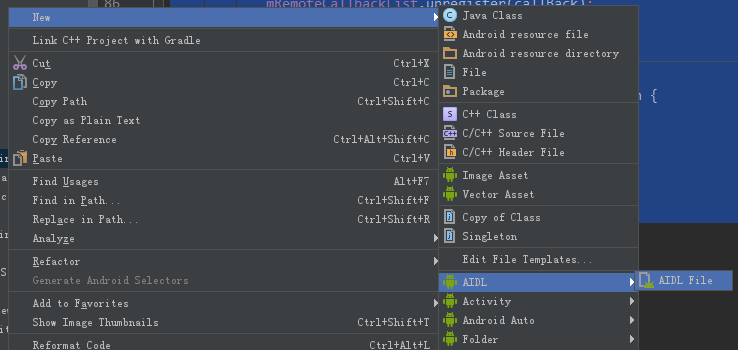 86
mRemoteCallbackList.unregister(callBack);
New
Link C++ Project with Gradle
Cut Ctrl+X
Copy Ctrl+C
Copy Path Ctrl+Shift+C
Copy as Plain Text
Copy Reference Ctrl+Alt+Shift+C
Paste Ctrl+V
Find Usages Alt+F7
Find in Path... Ctrl+Shift+F
Replace in Path... Ctrl+Shift+R
Analyze
Refactor
Generate Android Selectors
Add to Favorites
Show Image Thumbnails Ctrl+Shift+T
Reformat Code Ctrl+Alt+L
Java Class
Android resource file
Android resource directory
File
Package
C++ Class
C/C++ Source File
C/C++ Header File
Image Asset
Vector Asset
Copy of Class
Singleton
Edit File Templates...
AIDL
Activity
Android Auto
Folder
AIDL File
n {